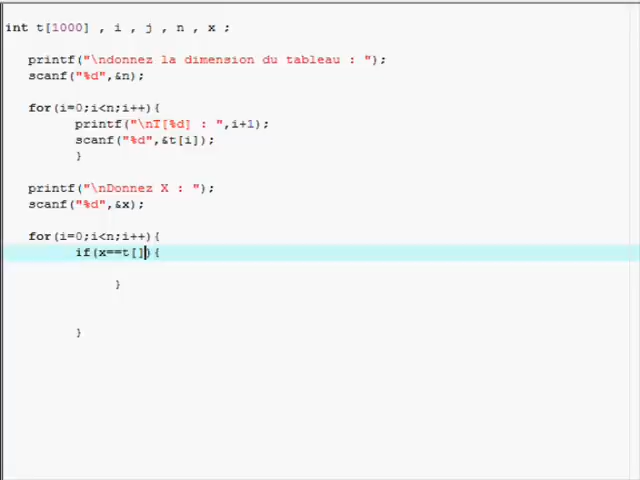 int t[1000] , i , j , n , x ;
printf("\ndonnez la dimension du tableau : ");
scanf("%d",&n);
for(i=0;i<n;i++){
printf("\nT[%d] : ",i+1);
scanf("%d",&t[i]);
}
printf("\nDonnez X : ");
scanf("%d",&x);
for(i=0;i<n;i++){
if(x==t[]){
}
}